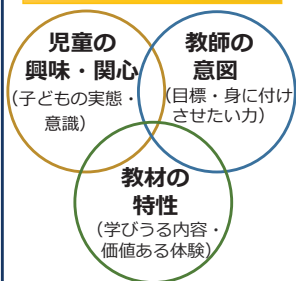 児童の
興味・関心
(子どもの実態・
意識)
教師の
意図
(目標・身に付け
させたい力)
教材の
特性
(学びうる内容・
価値ある体験)